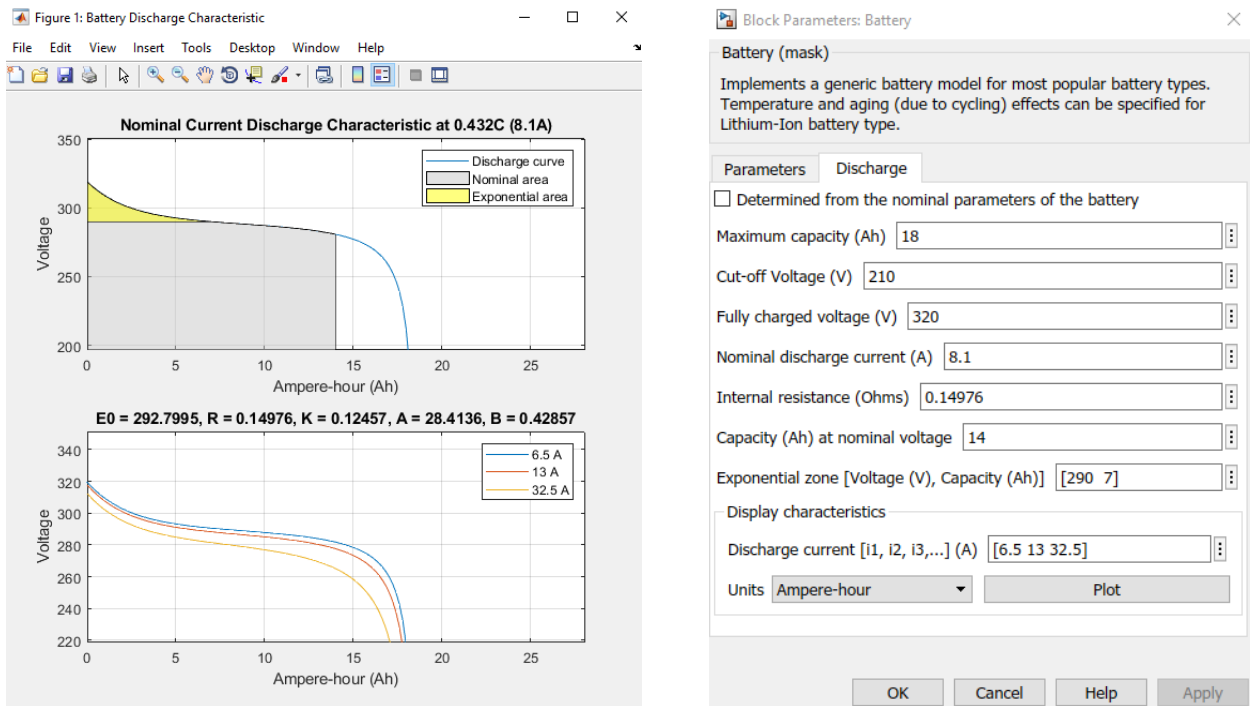 Figure 1: Battery Discharge Characteristic
File Edit View Insert Tools Desktop Window Help
Nominal Current Discharge Characteristic at 0.432C (8.1A)
350
300
250
200
Voltage
Discharge curve
Nominal area
Exponential area
0 5 10 15 20 25
Ampere-hour (Ah)
E0 = 292.7995, R = 0.14976, K = 0.12457, A = 28.4136, B = 0.42857
340
320
300
280
260
240
220
Voltage
6.5 A
13 A
32.5 A
0 5 10 15 20 25
Ampere-hour (Ah)
Block Parameters: Battery
Battery (mask)
Implements a generic battery model for most popular battery types.
Temperature and aging (due to cycling) effects can be specified for
Lithium-Ion battery type.
Parameters Discharge
Determined from the nominal parameters of the battery
Maximum capacity (Ah) 18
Cut-off Voltage (V) 210
Fully charged voltage (V) 320
Nominal discharge current (A) 8.1
Internal resistance (Ohms) 0.14976
Capacity (Ah) at nominal voltage 14
Exponential zone [Voltage (V), Capacity (Ah)] [290 7]
Display characteristics
Discharge current [i1, i2, i3,...] (A) [6.5 13 32.5]
Units Ampere-hour Plot
OK Cancel Help Apply